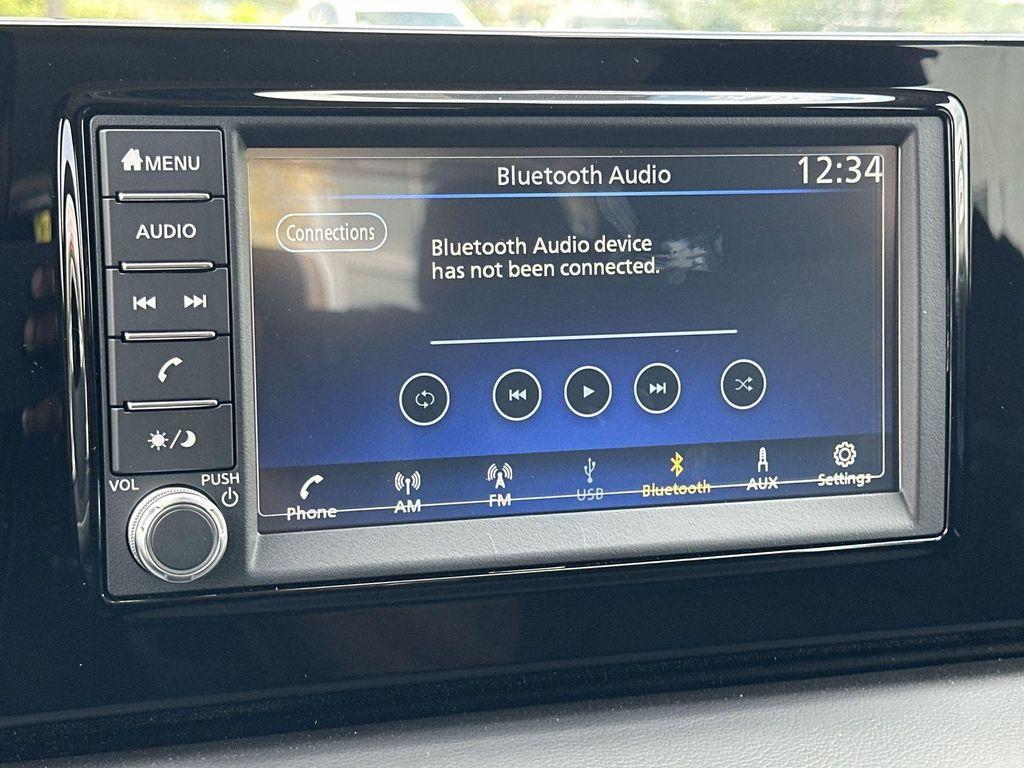 MENU
AUDIO
VOL
PUSH
Bluetooth Audio
12:34
Connections
Bluetooth Audio device
has not been connected.
Phone
AM
FM
USB
Bluetooth
AUX
Settings